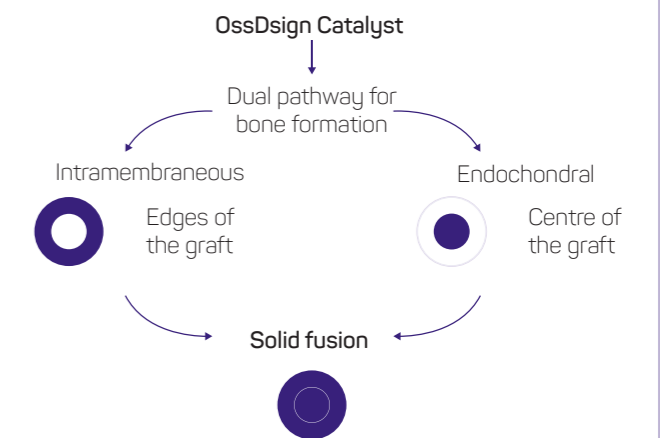 OssDsign Catalyst
Dual pathway for
bone formation
Intramembraneous
Edges of
the graft
Endochondral
Centre of
the graft
Solid fusion